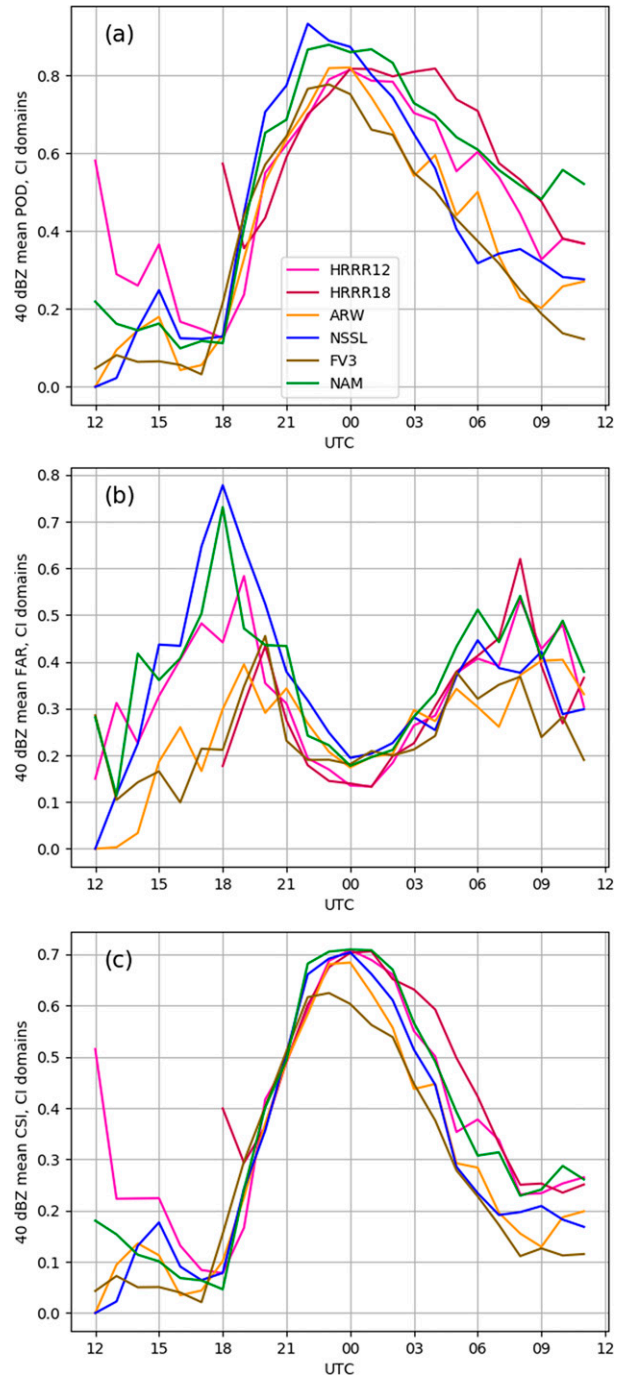 (a)
40 dBZ mean POD, CI domains
0.8
0.6
0.4
0.2
0.0
HRRR12
HRRR18
ARW
NSSL
FV3
NAM
12 15 18 21 00 03 06 09 12
UTC
(b)
40 dBZ mean FAR, CI domains
0.8
0.7
0.6
0.5
0.4
0.3
0.2
0.1
0.0
12 15 18 21 00 03 06 09 12
UTC
(c)
40 dBZ mean CSI, CI domains
0.7
0.6
0.5
0.4
0.3
0.2
0.1
0.0
12 15 18 21 00 03 06 09 12
UTC